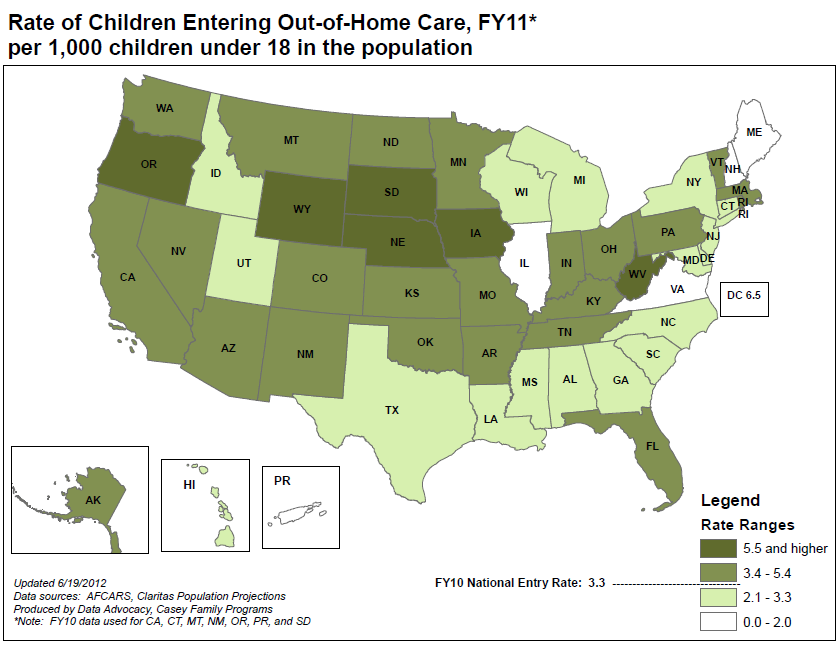 Rate of Children Entering Out-of-Home Care, FY11*
per 1,000 children under 18 in the population
WA
MT
ND
MN
ME
VT
NH
OR
ID
SD
WI
MI
NY
MA
RI
CT
RI
WY
IA
PA
NJ
NE
OH
MD
DE
NV
UT
IL
IN
WV
CA
CO
KS
MO
KY
VA
DC 6.5
AZ
NM
OK
AR
TN
NC
SC
TX
MS
AL
GA
LA
FL
AK
HI
PR
Legend
Rate Ranges
5.5 and higher
3.4 - 5.4
FY10 National Entry Rate: 3.3
2.1 - 3.3
0.0 - 2.0
Updated 6/19/2012
Data sources: AFCARS, Claritas Population Projections
Produced by Data Advocacy, Casey Family Programs
*Note: FY10 data used for CA, CT, MT, NM, OR, PR, and SD